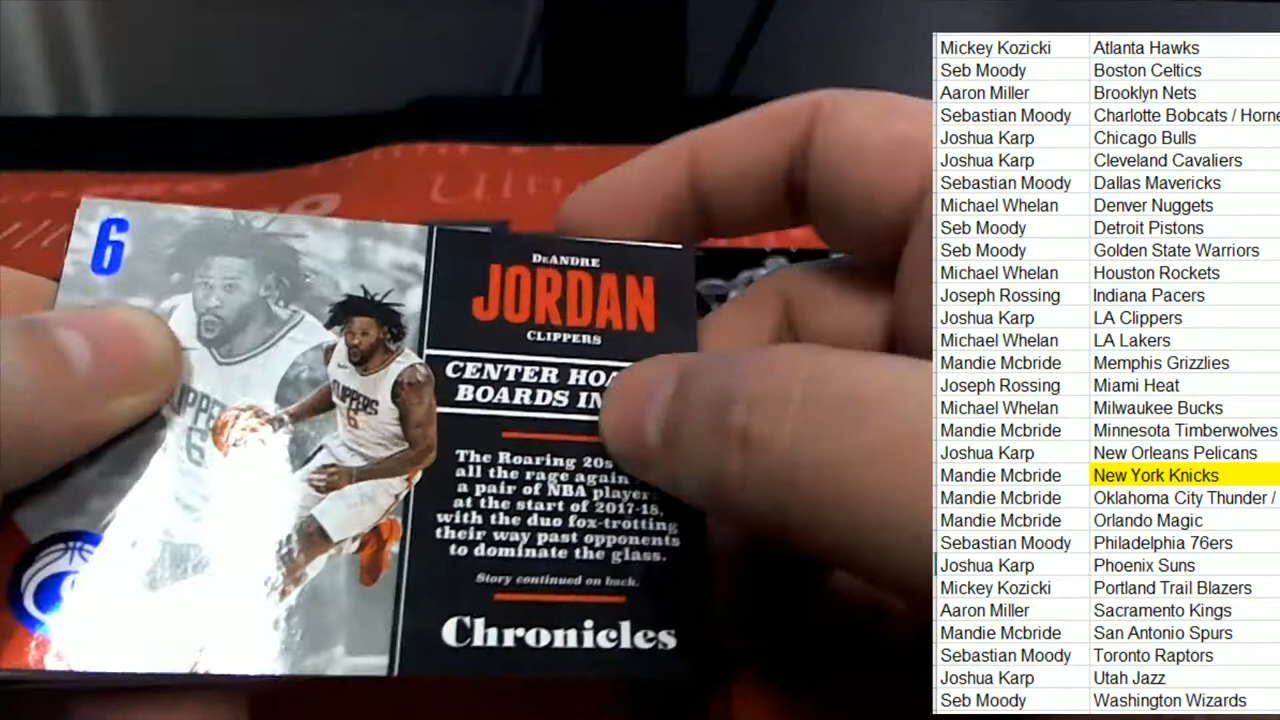 6
DEANDRE
JORDAN
CLIPPERS
CENTER
BOARDS IN
The Roaring 20s
all the rage again
a pair of NBA
at the start of 2017-18,
with the duo fox-trotting
their way past opponents
to dominate the glass.
Story continued on back.
Chronicles
CLIPPERS
6
Mickey Kozicki Atlanta Hawks
Seb Moody Boston Celtics
Aaron Miller Brooklyn Nets
Sebastian Moody Charlotte Bobcats /
Joshua Karp Chicago Bulls
Joshua Karp Cleveland Cavaliers
Sebastian Moody Dallas Mavericks
Michael Whelan Denver Nuggets
Seb Moody Detroit Pistons
Seb Moody Golden State Warriors
Michael Whelan Houston Rockets
Joseph Rossing Indiana Pacers
Joshua Karp LA Clippers
Michael Whelan LA Lakers
Mandie Mcbride Memphis Grizzlies
Joseph Rossing Miami Heat
Michael Whelan Milwaukee Bucks
Mandie Mcbride Minnesota Timberwolves
Joshua Karp New Orleans Pelicans
Mandie Mcbride New York Knicks
Mandie Mcbride Oklahoma City Thunder /
Mandie Mcbride Orlando Magic
Sebastian Moody Philadelphia 76ers
Joshua Karp Phoenix Suns
Mickey Kozicki Portland Trail Blazers
Aaron Miller Sacramento Kings
Mandie Mcbride San Antonio Spurs
Sebastian Moody Toronto Raptors
Joshua Karp Utah Jazz
Seb Moody Washington Wizards